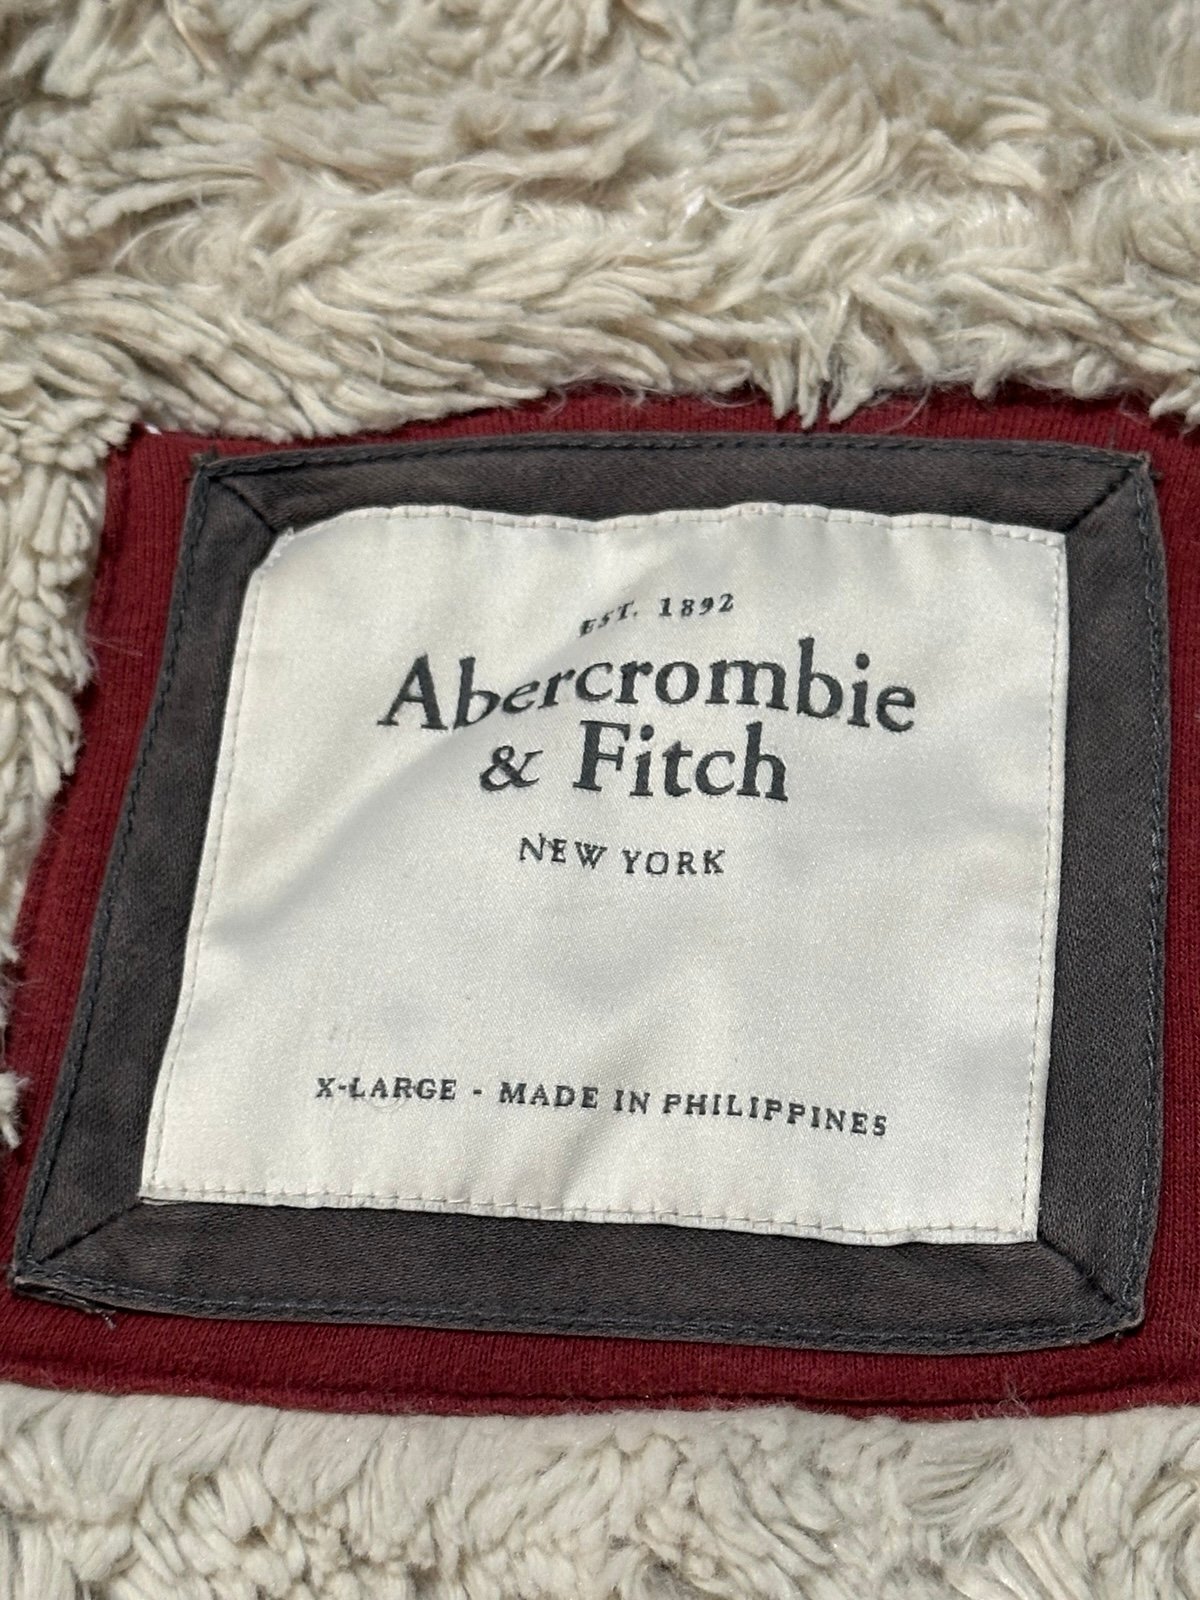 EST. 1892
Abercrombie
& Fitch
NEW YORK
X-LARGE - MADE IN PHILIPPINES